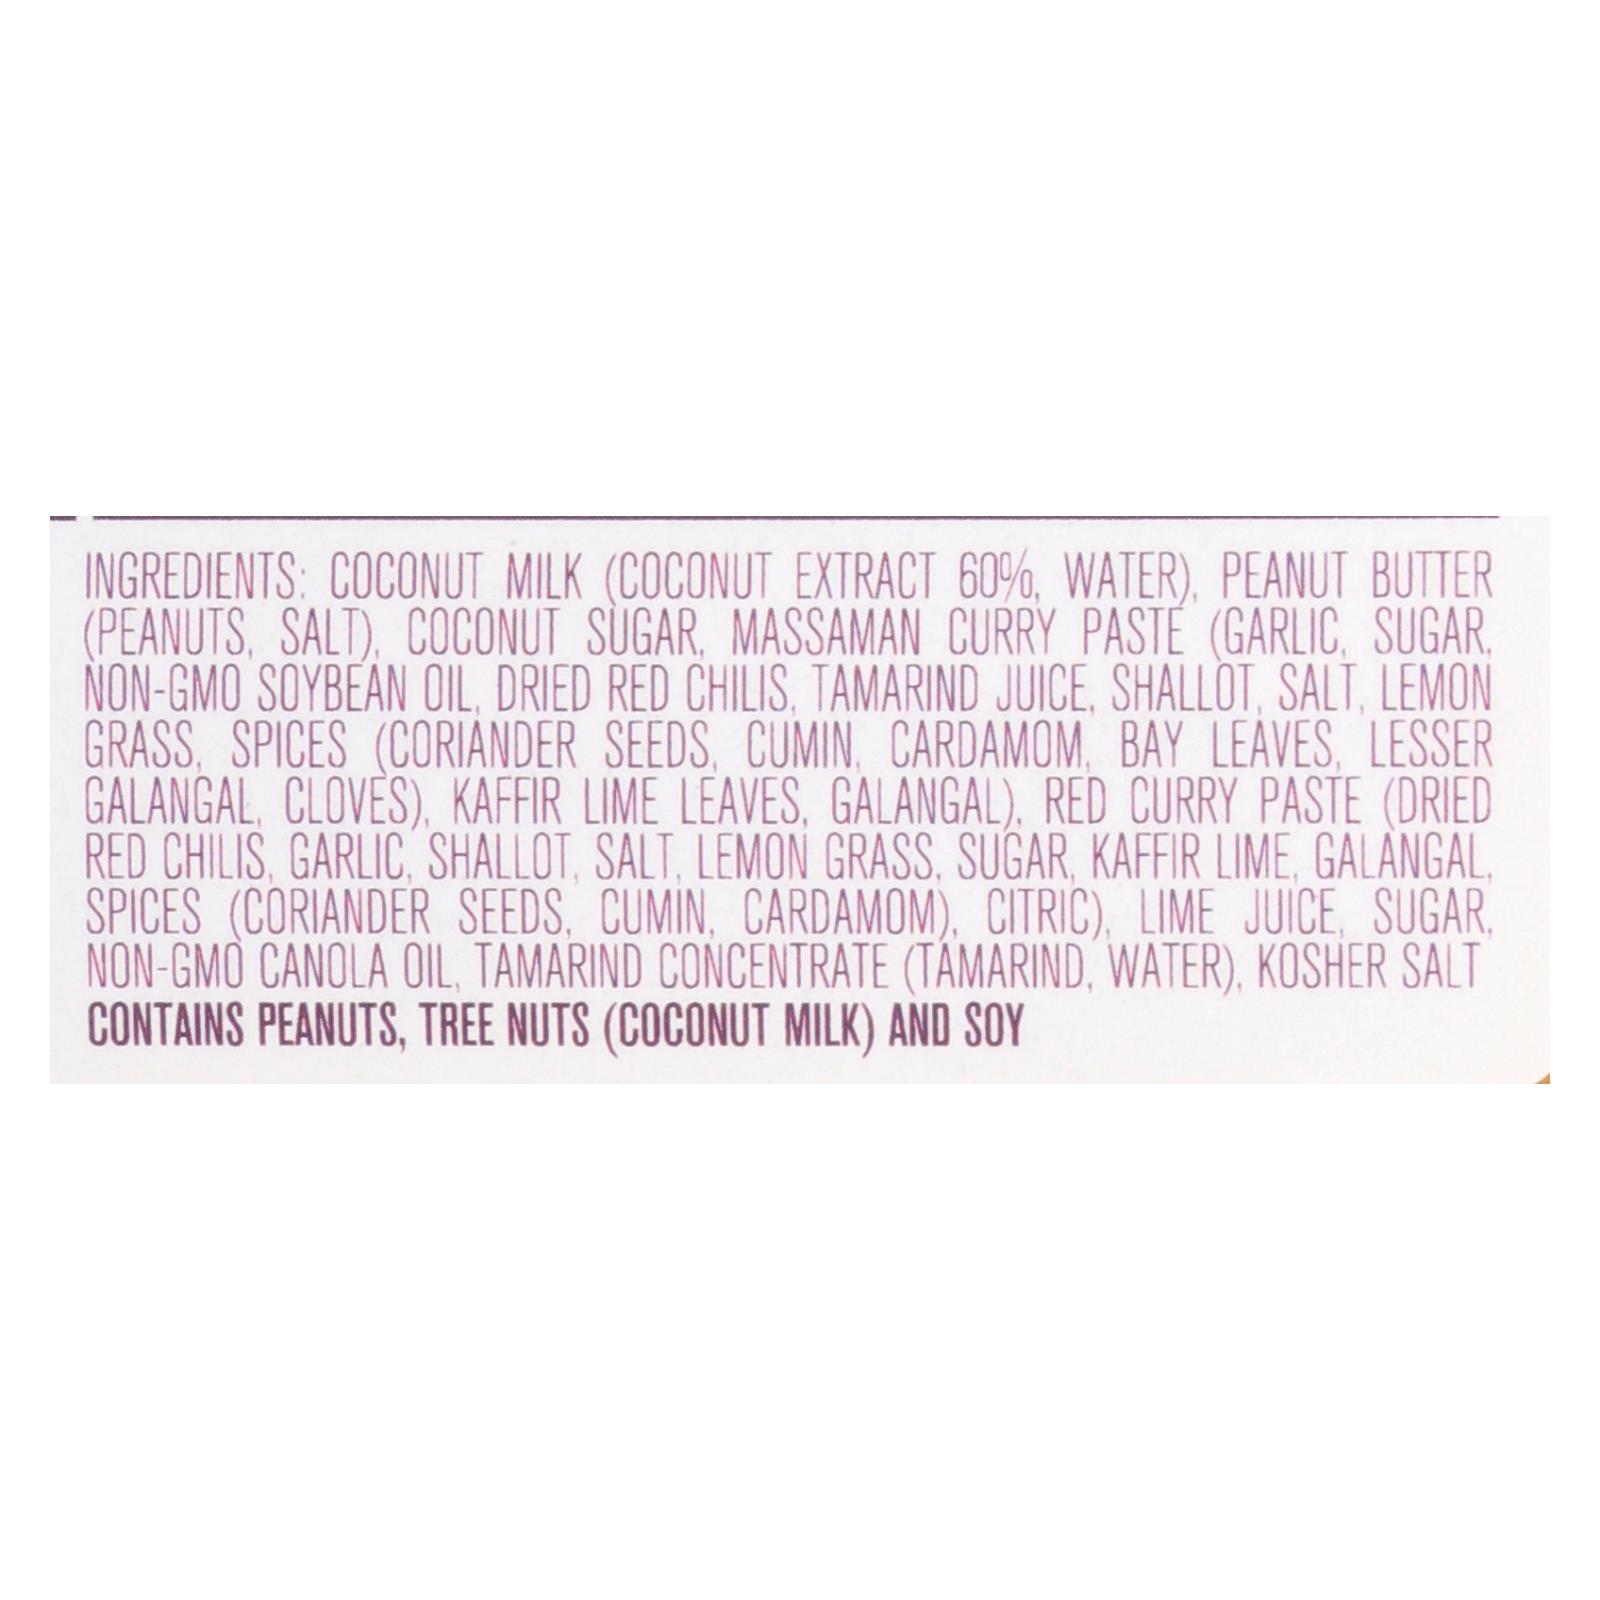 INGREDIENTS: COCONUT MILK (COCONUT EXTRACT 60%, WATER), PEANUT BUTTER
(PEANUTS, SALT), COCONUT SUGAR, MASSAMAN CURRY PASTE (GARLIC, SUGAR,
NON-GMO SOYBEAN OIL, DRIED RED CHILIS, TAMARIND JUICE, SHALLOT, SALT, LEMON
GRASS, SPICES (CORIANDER SEEDS, CUMIN, CARDAMOM, BAY LEAVES, LESSER
GALANGAL, CLOVES), KAFFIR LIME LEAVES, GALANGAL), RED CURRY PASTE (DRIED
RED CHILIS, GARLIC, SHALLOT, SALT, LEMON GRASS, SUGAR, KAFFIR LIME, GALANGAL,
SPICES (CORIANDER SEEDS, CUMIN, CARDAMOM), CITRIC), LIME JUICE, SUGAR,
NON-GMO CANOLA OIL, TAMARIND CONCENTRATE (TAMARIND, WATER), KOSHER SALT
CONTAINS PEANUTS, TREE NUTS (COCONUT MILK) AND SOY